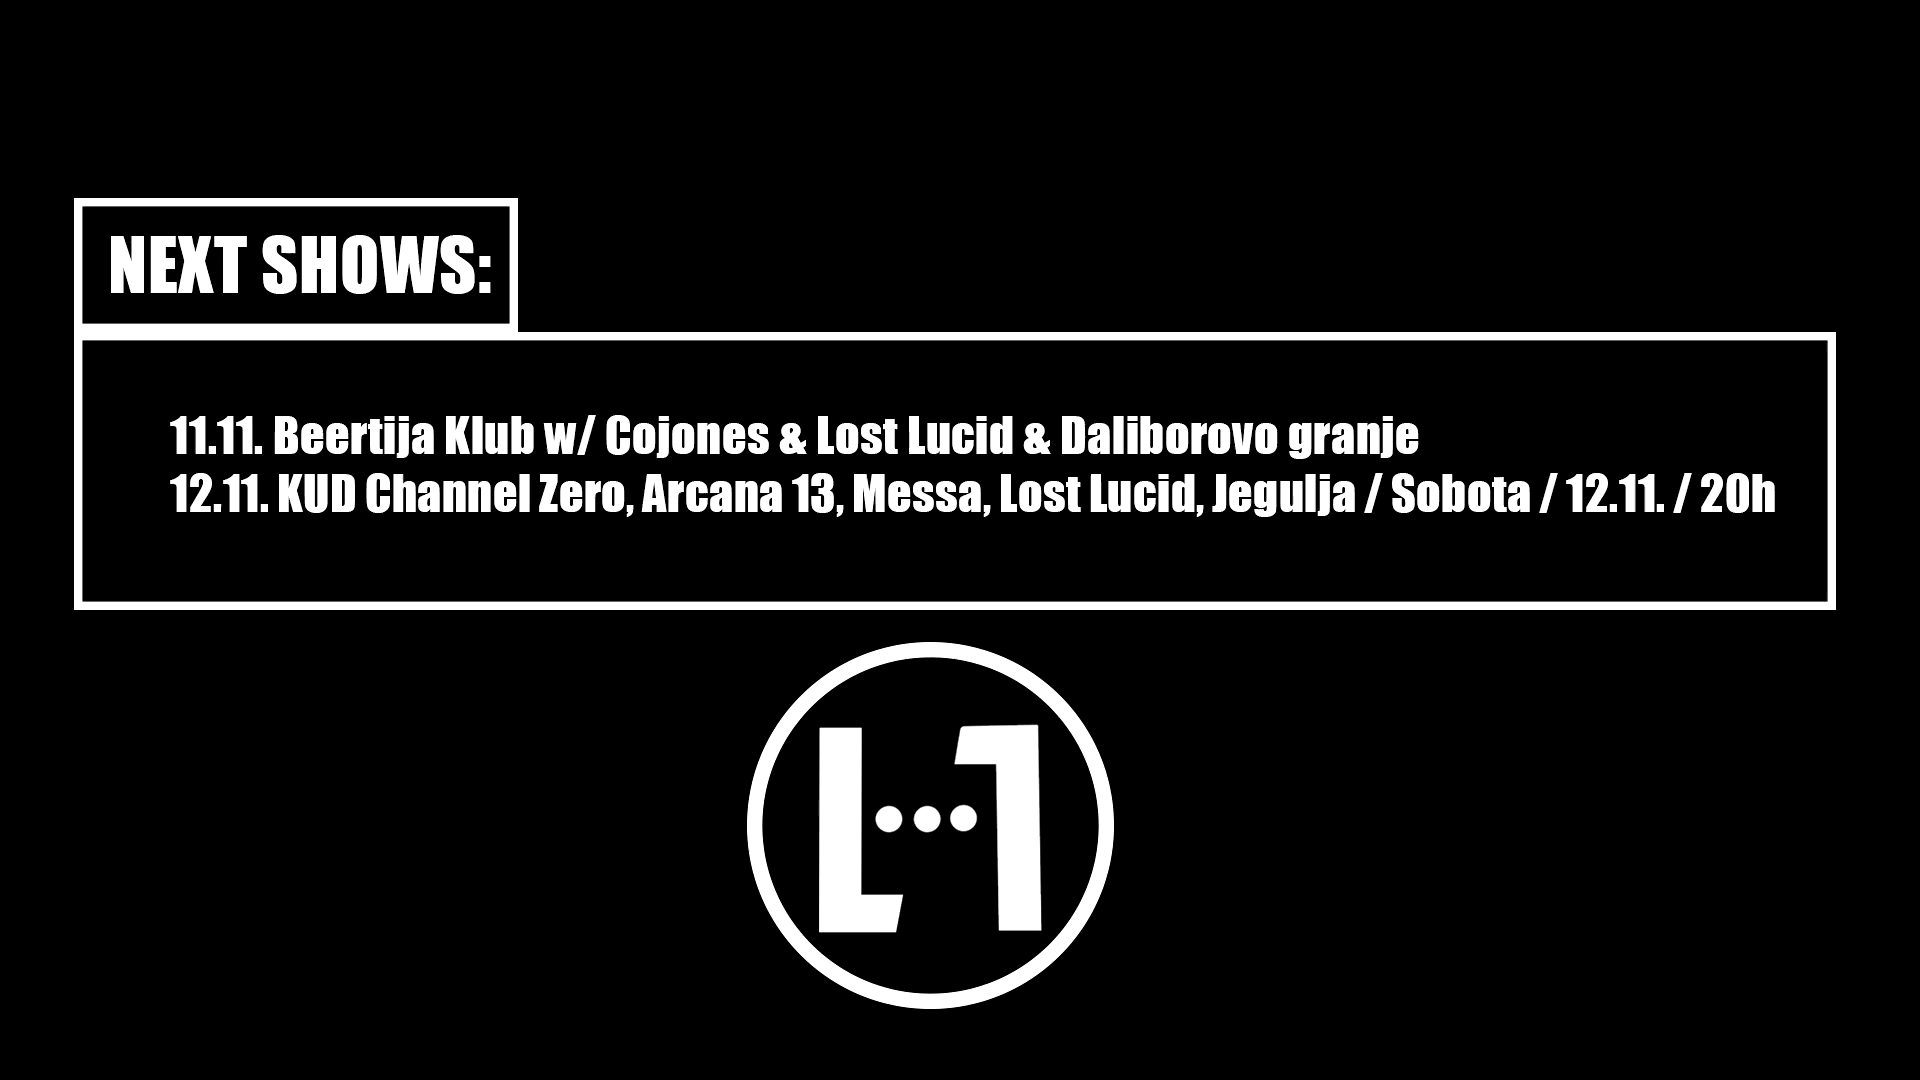 NEXT SHOWS:
11.11. Beertija Klub w/ Cojones & Lost Lucid & Daliborovo granje
12.11. KUD Channel Zero, Arcana 13, Messa, Lost Lucid, Jegulja / Sobota / 12.11. / 20h